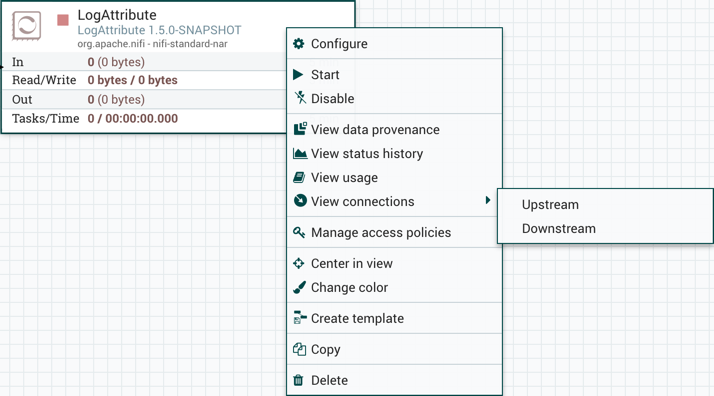 LogAttribute
LogAttribute 1.5.0-SNAPSHOT
org.apache.nifi - nifi-standard-nar
In 0 (0 bytes)
Read/Write 0 bytes / 0 bytes
Out 0 (0 bytes)
Tasks/Time 0 / 00:00:00.000
Configure
Start
Disable
View data provenance
View status history
View usage
View connections
Upstream
Downstream
Manage access policies
Center in view
Change color
Create template
Copy
Delete